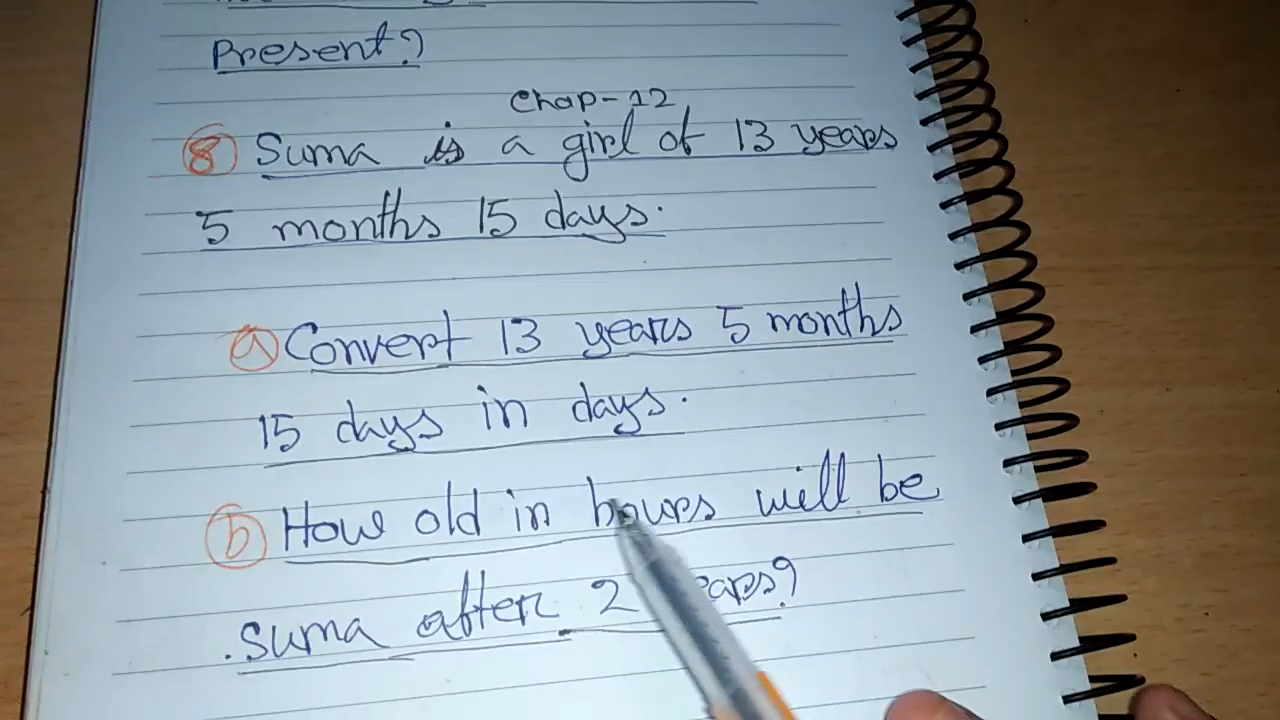 Present?
Chap-12
8 Suma is a girl of 13 years
5 months 15 days.
a Convert 13 years 5 months
15 days in days.
b How old in hours will be
suma after 2